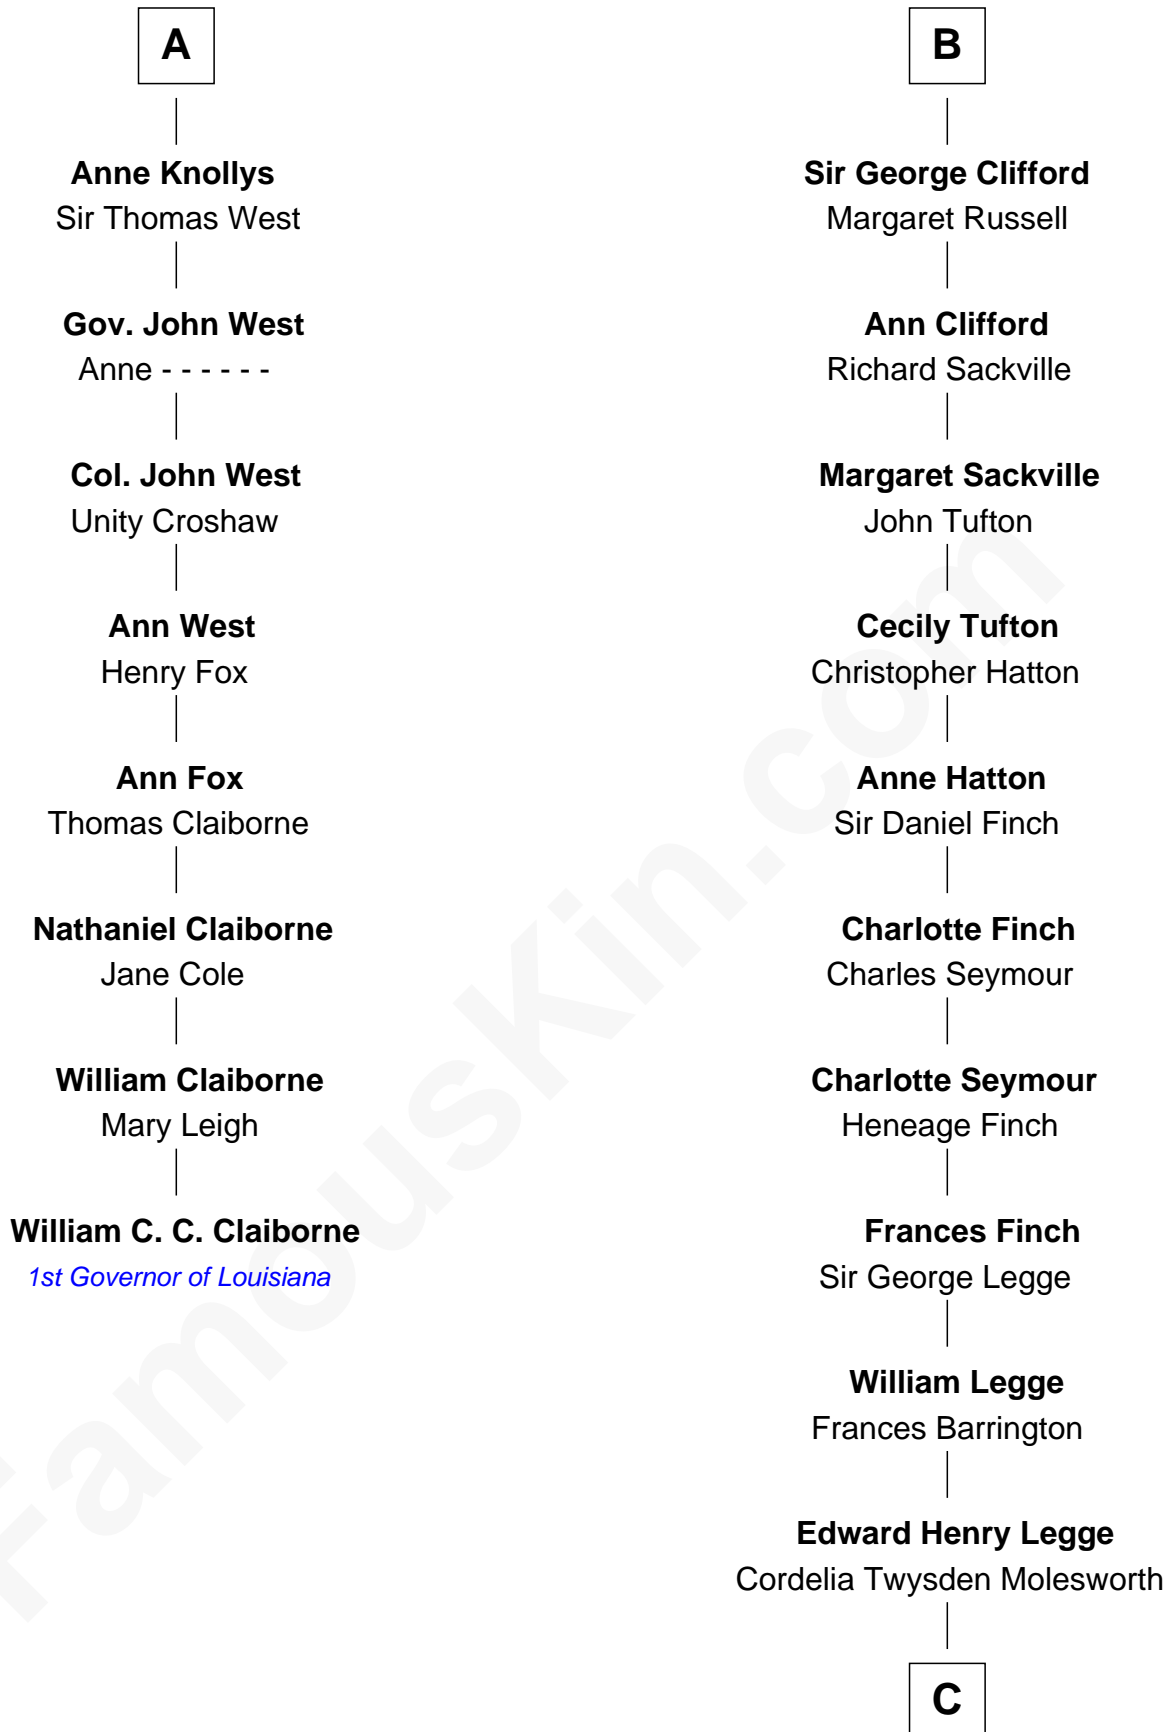 A
Anne Knollys
Sir Thomas West
Gov. John West
Anne - - - - - -
Col. John West
Unity Croshaw
Ann West
Henry Fox
Ann Fox
Thomas Claiborne
Nathaniel Claiborne
Jane Cole
William Claiborne
Mary Leigh
William C. C. Claiborne
1st Governor of Louisiana
B
Sir George Clifford
Margaret Russell
Ann Clifford
Richard Sackville
Margaret Sackville
John Tufton
Cecily Tufton
Christopher Hatton
Anne Hatton
Sir Daniel Finch
Charlotte Finch
Charles Seymour
Charlotte Seymour
Heneage Finch
Frances Finch
Sir George Legge
William Legge
Frances Barrington
Edward Henry Legge
Cordelia Twysden Molesworth
C
FamousKin.com